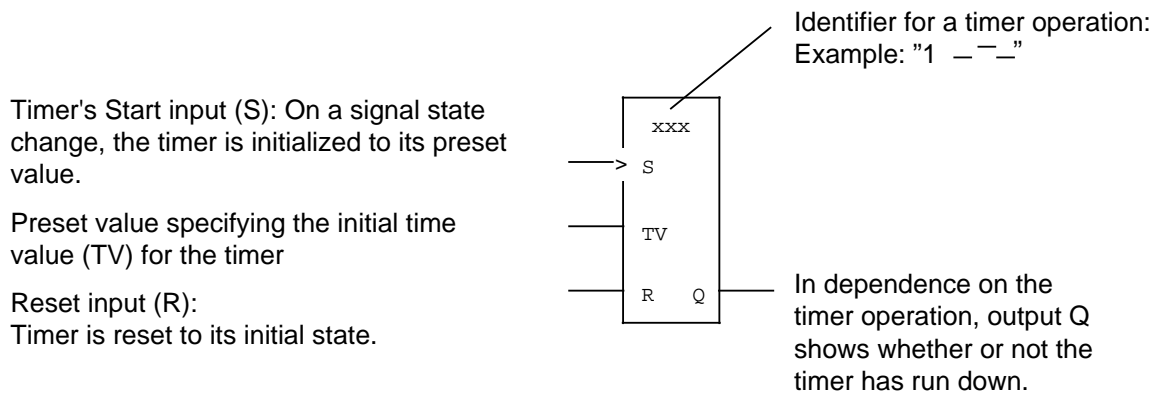 Identifier for a timer operation:
Example: ”1 _‾_”
Timer's Start input (S): On a signal state
change, the timer is initialized to its preset
value.
xxx
> S
Preset value specifying the initial time
value (TV) for the timer
TV
Reset input (R):
Timer is reset to its initial state.
R Q
In dependence on the
timer operation, output Q
shows whether or not the
timer has run down.